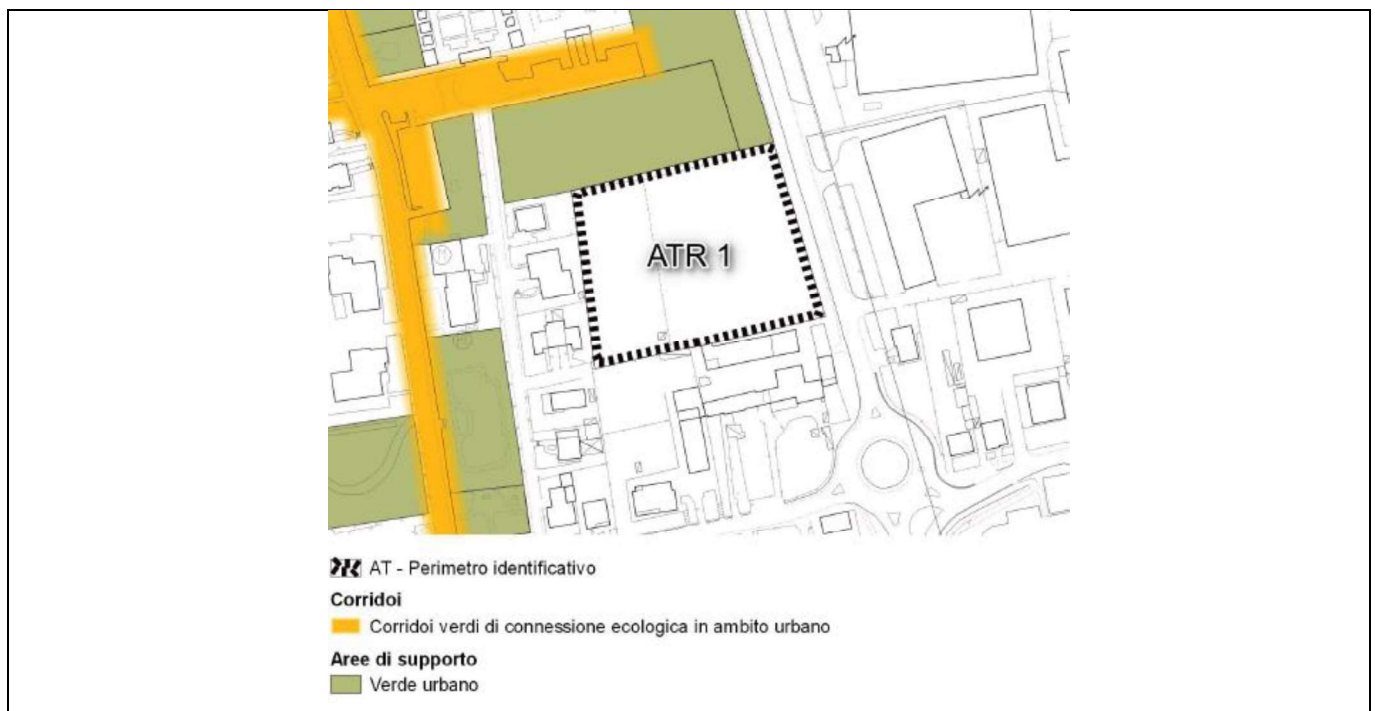 ATR 1
AT - Perimetro identificativo
Corridoi
Corridoi verdi di connessione ecologica in ambito urbano
Aree di supporto
Verde urbano